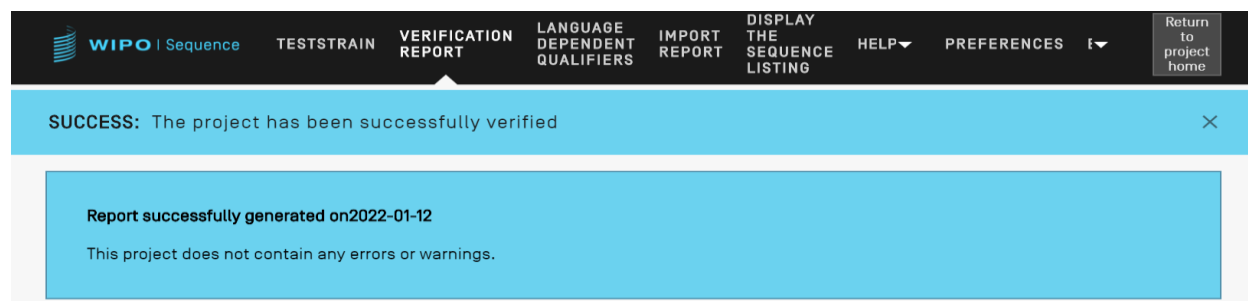 WIPO | Sequence
TESTSTRAIN
VERIFICATION
REPORT
LANGUAGE
DEPENDENT
QUALIFIERS
IMPORT
REPORT
DISPLAY
THE
SEQUENCE
LISTING
HELP
PREFERENCES
Return
to
project
home
SUCCESS: The project has been successfully verified
Report successfully generated on2022-01-12
This project does not contain any errors or warnings.